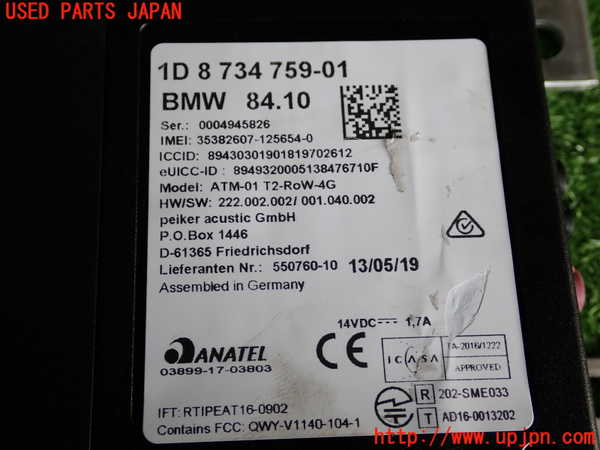 USED PARTS JAPAN
1D 8 734 759-01
BMW 84.10
Ser.: 0004945826
IMEI: 35382607-125654-0
ICCID: 89430301901819702612
eUICC-ID : 8949320005138476710F
Model: ATM-01 T2-RoW-4G
HW/SW: 222.002.002/ 001.040.002
peiker acustic GmbH
P.O.Box 1446
D-61365 Friedrichsdorf
Lieferanten Nr.: 550760-10 13/05/19
Assembled in Germany
14VDC 1,7A
ANATEL
03899-17-03803
CE
ICASA
TA-2016/1222
APPROVED
R 202-SME033
T AD16-0013202
IFT: RTIPEAT16-0902
Contains FCC: QWY-V1140-104-1
http://www.upjpn.com/